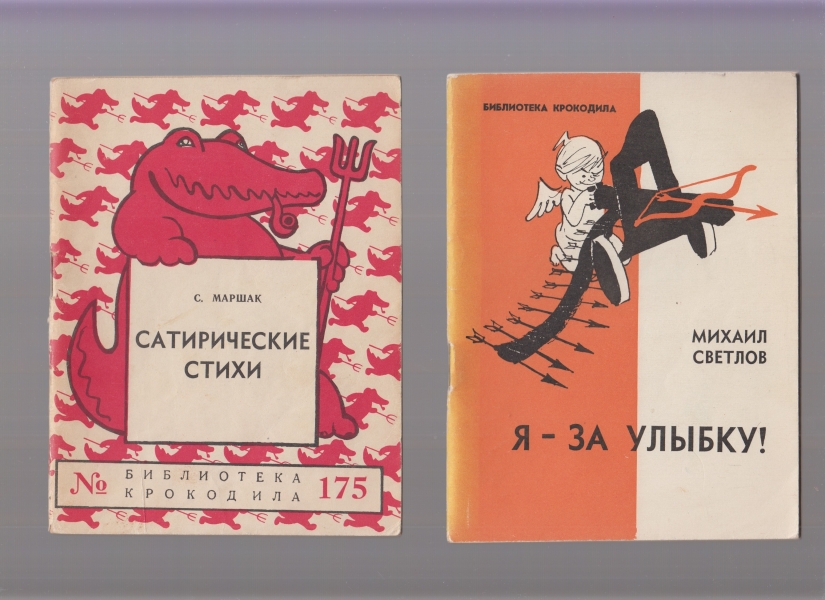 С. МАРШАК
САТИРИЧЕСКИЕ
СТИХИ
№ БИБЛИОТЕКА
КРОКОДИЛА 175
БИБЛИОТЕКА КРОКОДИЛА
МИХАИЛ
СВЕТЛОВ
Я - ЗА УЛЫБКУ!